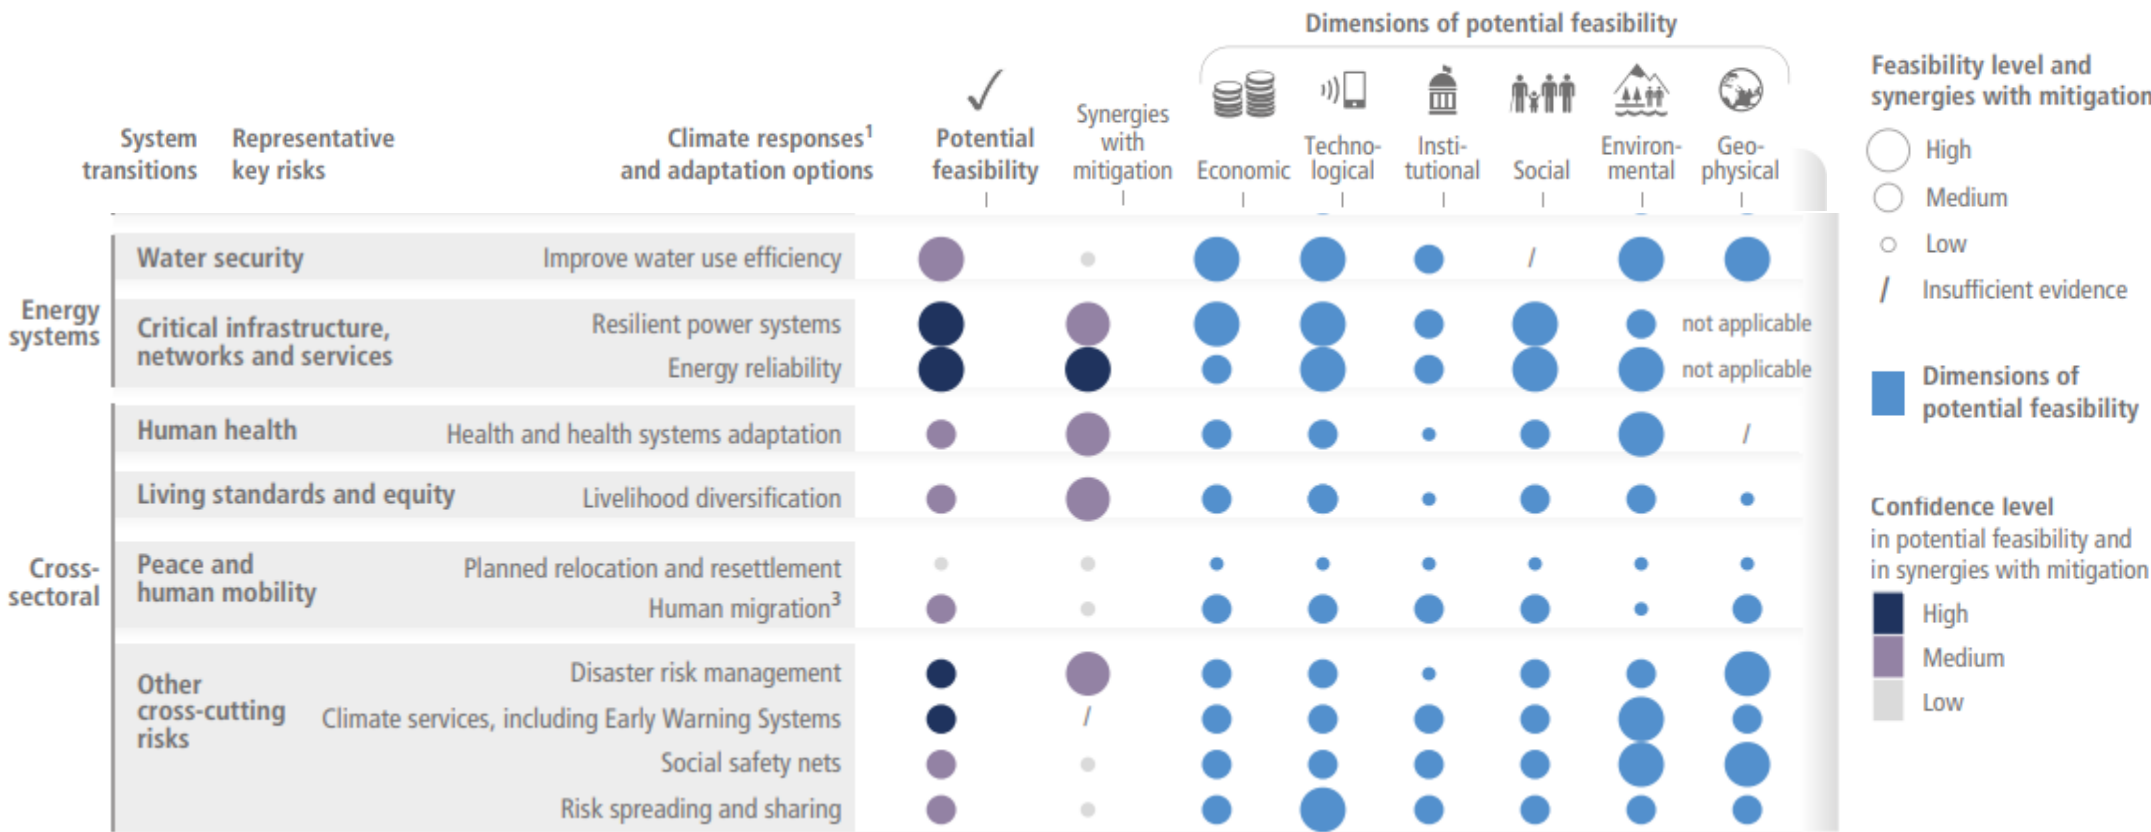 Dimensions of potential feasibility
System transitions
Representative key risks
Climate responses1 and adaptation options
Potential feasibility
Synergies with mitigation
Economic
Techno-logical
Insti-tutional
Social
Environ-mental
Geo-physical
Energy systems
Water security
Improve water use efficiency
/
Critical infrastructure, networks and services
Resilient power systems
not applicable
Energy reliability
not applicable
Cross-sectoral
Human health
Health and health systems adaptation
/
Living standards and equity
Livelihood diversification
Peace and human mobility
Planned relocation and resettlement
Human migration3
Other cross-cutting risks
Disaster risk management
Climate services, including Early Warning Systems
/
Social safety nets
Risk spreading and sharing
Feasibility level and
synergies with mitigation
High
Medium
Low
/ Insufficient evidence
Dimensions of
potential feasibility
Confidence level
in potential feasibility and
in synergies with mitigation
High
Medium
Low